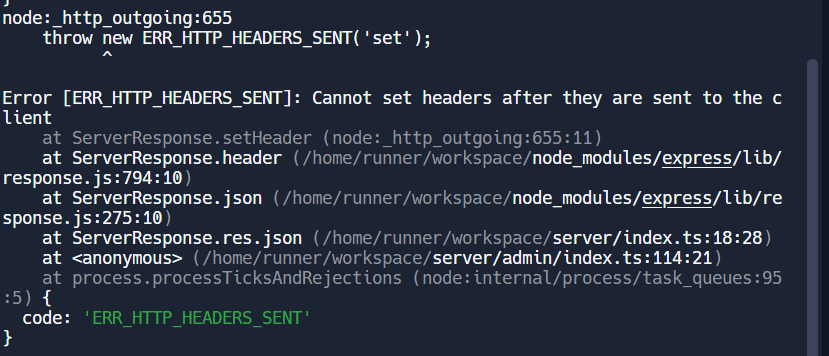 }
node:_http_outgoing:655
    throw new ERR_HTTP_HEADERS_SENT('set');
          ^
Error [ERR_HTTP_HEADERS_SENT]: Cannot set headers after they are sent to the c
lient
    at ServerResponse.setHeader (node:_http_outgoing:655:11)
    at ServerResponse.header (/home/runner/workspace/node_modules/express/lib/
response.js:794:10)
    at ServerResponse.json (/home/runner/workspace/node_modules/express/lib/re
sponse.js:275:10)
    at ServerResponse.res.json (/home/runner/workspace/server/index.ts:18:28)
    at <anonymous> (/home/runner/workspace/server/admin/index.ts:114:21)
    at process.processTicksAndRejections (node:internal/process/task_queues:95
:5) {
  code: 'ERR_HTTP_HEADERS_SENT'
}